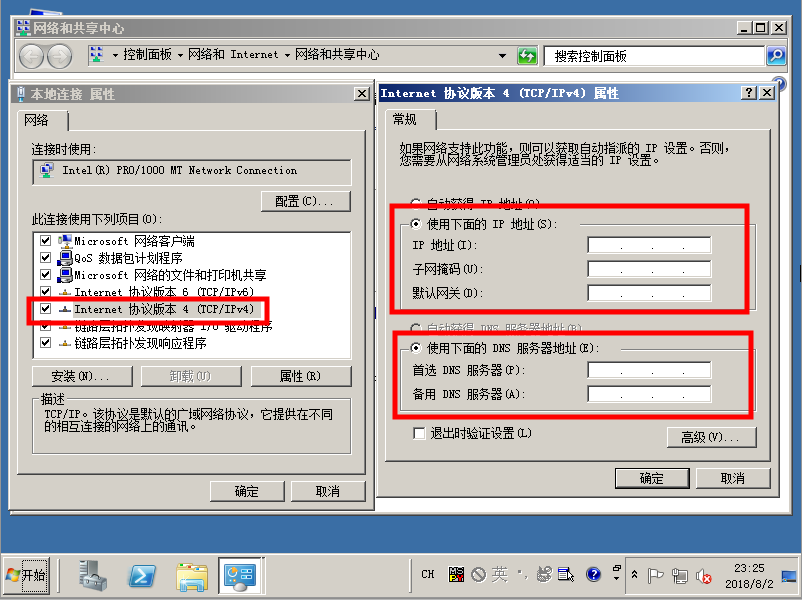 网络和共享中心
控制面板 网络和 Internet 网络和共享中心
搜索控制面板
本地连接 属性
网络
连接时使用:
Intel(R) PRO/1000 MT Network Connection
配置(C)...
此连接使用下列项目(O):
Microsoft 网络客户端
QoS 数据包计划程序
Microsoft 网络的文件和打印机共享
Internet 协议版本 6 (TCP/IPv6)
Internet 协议版本 4 (TCP/IPv4)
链路层拓扑发现映射器 I/O 驱动程序
链路层拓扑发现响应程序
安装(N)...
卸载(U)
属性(R)
描述
TCP/IP。该协议是默认的广域网络协议，它提供在不同
的相互连接的网络上的通讯。
确定
取消
Internet 协议版本 4 (TCP/IPv4) 属性
常规
如果网络支持此功能，则可以获取自动指派的 IP 设置。否则，
您需要从网络系统管理员处获得适当的 IP 设置。
自动获得 IP 地址(O)
使用下面的 IP 地址(S):
IP 地址(I):
子网掩码(U):
默认网关(D):
自动获得 DNS 服务器地址(B)
使用下面的 DNS 服务器地址(E):
首选 DNS 服务器(P):
备用 DNS 服务器(A):
退出时验证设置(L)
高级(V)...
确定
取消
开始
CH
英
23:25
2018/8/2